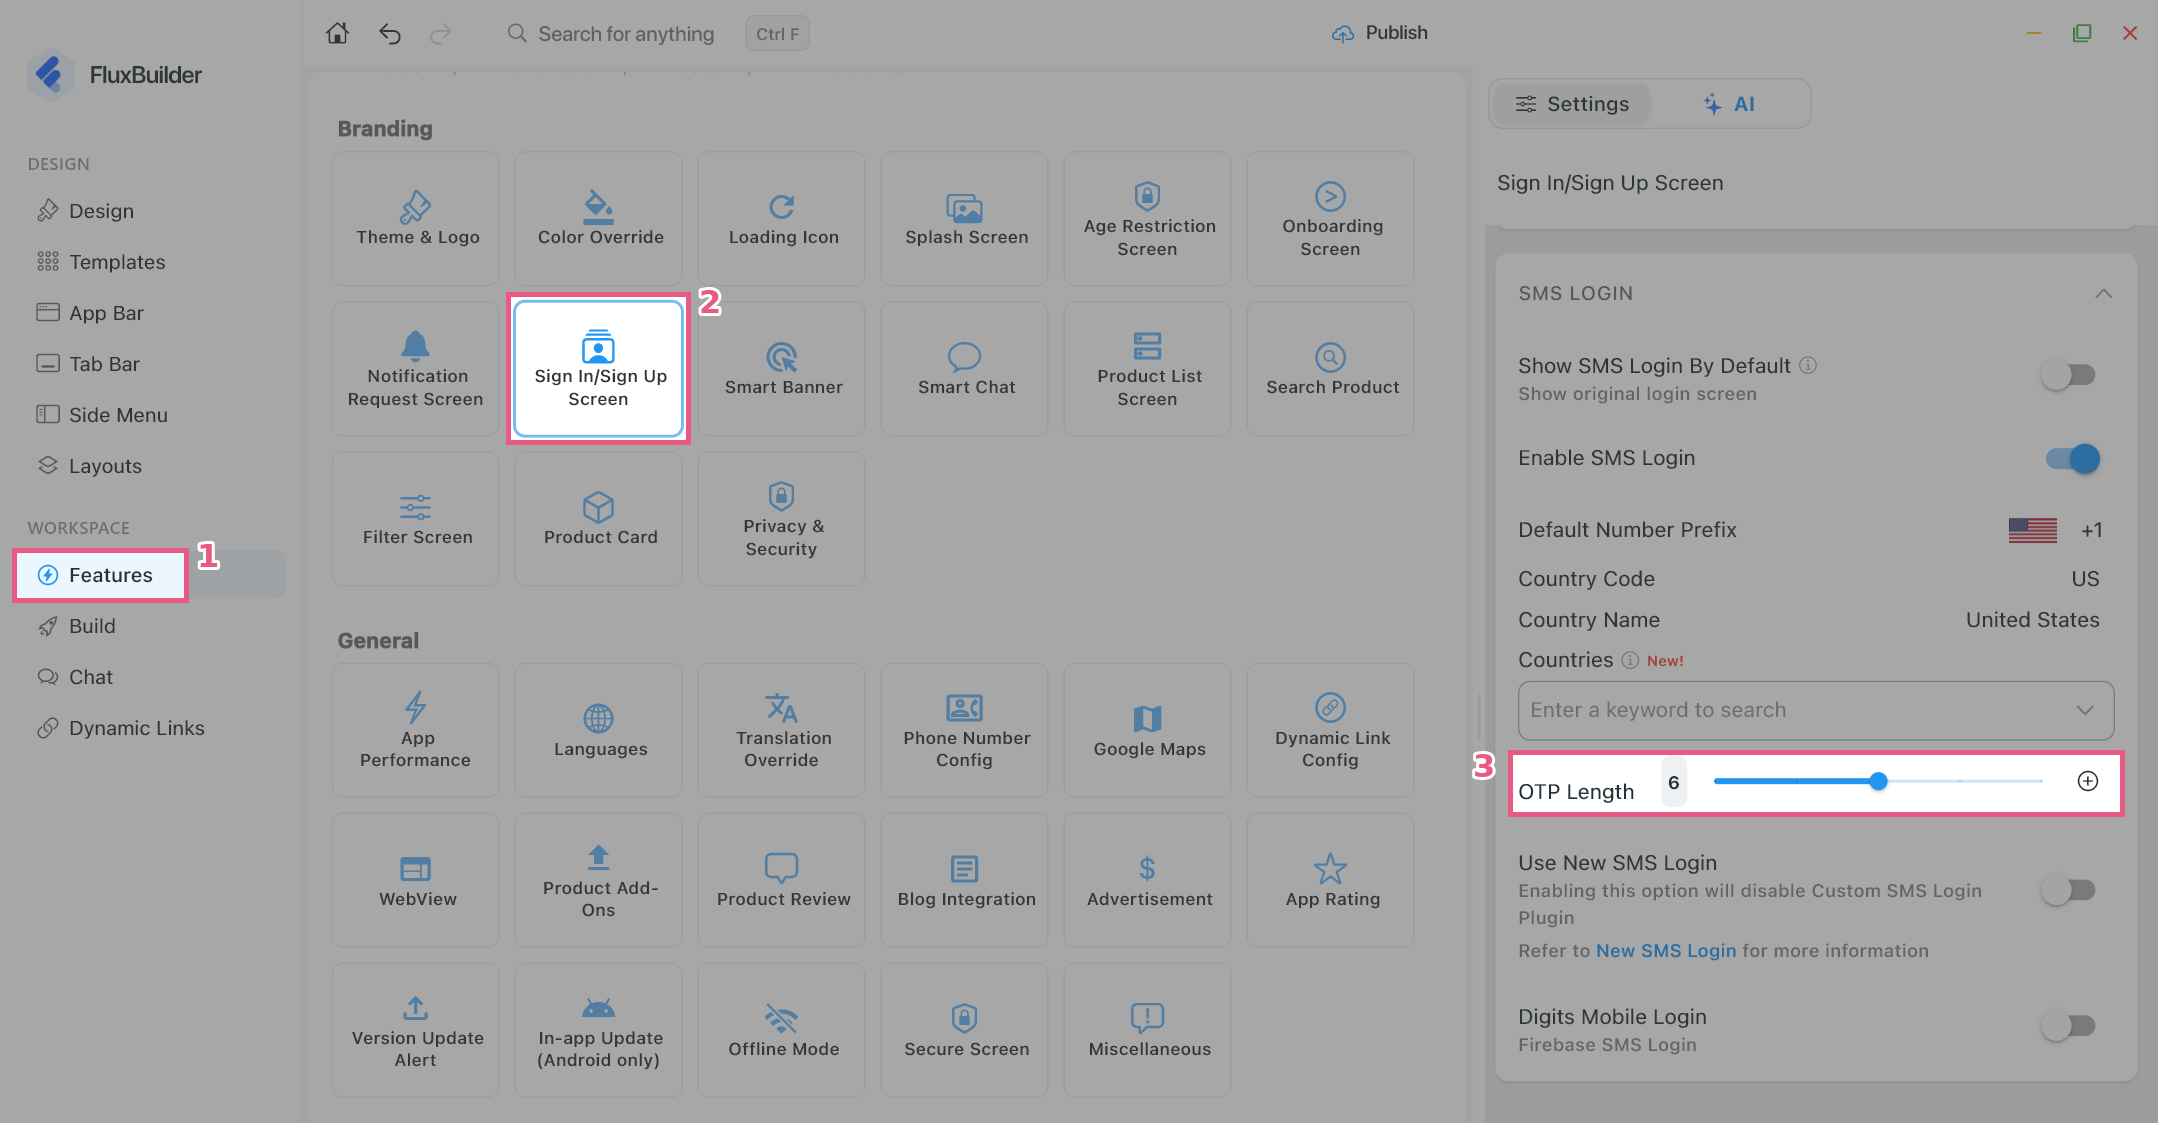 Search for anything
Ctrl F
Publish
FluxBuilder
DESIGN
Design
Templates
App Bar
Tab Bar
Side Menu
Layouts
WORKSPACE
Features
1
Build
Chat
Dynamic Links
Branding
Theme & Logo
Color Override
Loading Icon
Splash Screen
Age Restriction
Screen
Onboarding
Screen
Notification
Request Screen
Sign In/Sign Up
Screen
2
Smart Banner
Smart Chat
Product List
Screen
Search Product
Filter Screen
Product Card
Privacy &
Security
General
App
Performance
Languages
Translation
Override
Phone Number
Config
Google Maps
Dynamic Link
Config
WebView
Product Add-
Ons
Product Review
Blog Integration
Advertisement
App Rating
Version Update
Alert
In-app Update
(Android only)
Offline Mode
Secure Screen
Miscellaneous
Settings
AI
Sign In/Sign Up Screen
SMS LOGIN
Show SMS Login By Default
Show original login screen
Enable SMS Login
Default Number Prefix +1
Country Code US
Country Name United States
Countries New!
Enter a keyword to search
3
OTP Length 6
Use New SMS Login
Enabling this option will disable Custom SMS Login
Plugin
Refer to New SMS Login for more information
Digits Mobile Login
Firebase SMS Login